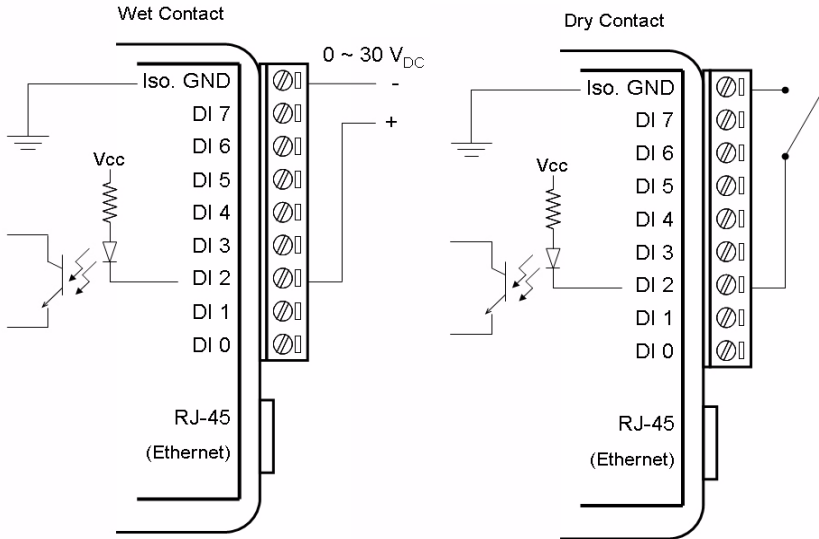 Wet Contact
0 ~ 30 VDC
Iso. GND
-
DI 7
+
DI 6
Vcc
DI 5
DI 4
DI 3
DI 2
DI 1
DI 0
RJ-45
(Ethernet)
Dry Contact
Iso. GND
DI 7
DI 6
Vcc
DI 5
DI 4
DI 3
DI 2
DI 1
DI 0
RJ-45
(Ethernet)